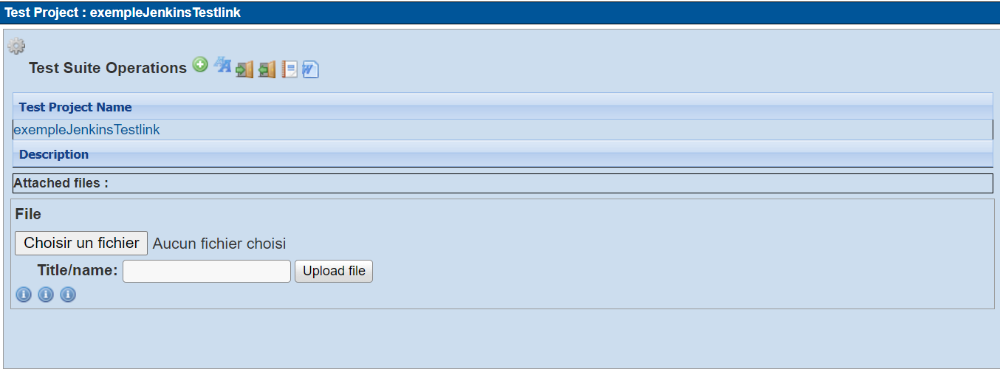 Test Project : exempleJenkinsTestlink
Test Suite Operations
Test Project Name
exempleJenkinsTestlink
Description
Attached files :
File
Choisir un fichier Aucun fichier choisi
Title/name: Upload file